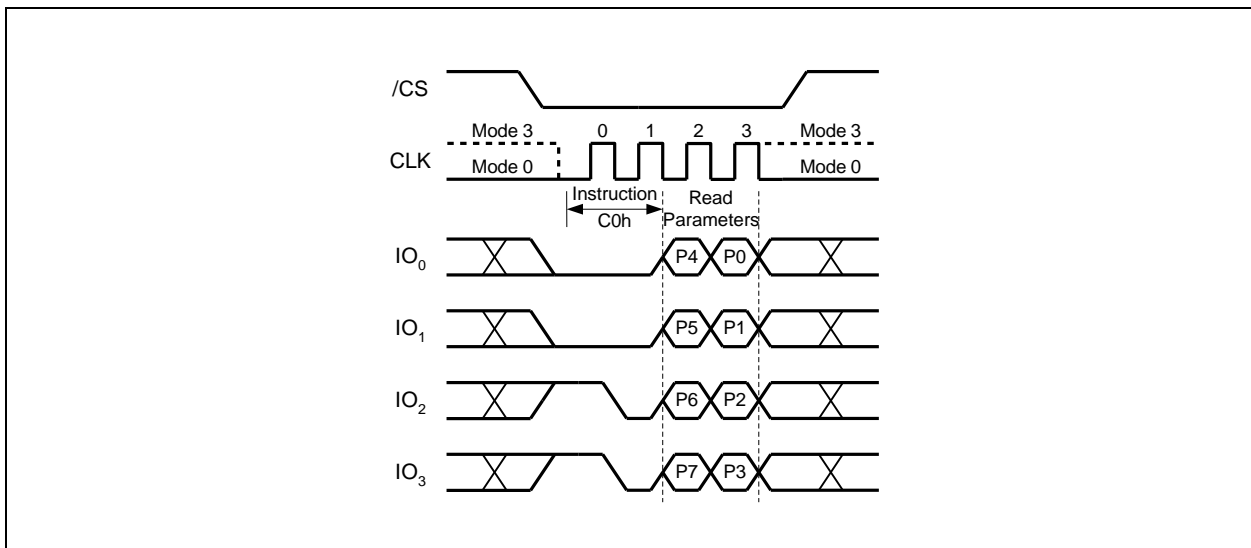 /CS
Mode 3 0 1 2 3 Mode 3
CLK
Mode 0 Mode 0
Instruction Read
C0h Parameters
IO0 P4 P0
IO1 P5 P1
IO2 P6 P2
IO3 P7 P3